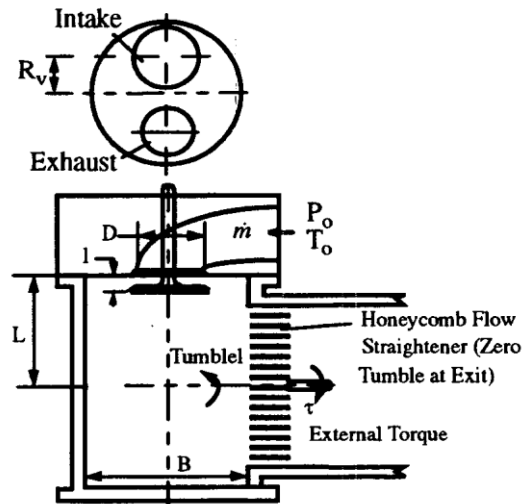 Intake
R_v
Exhaust
D
ṁ
P_o
T_o
l
L
Honeycomb Flow
Straightener (Zero
Tumble at Exit)
Tumblel
τ
External Torque
B